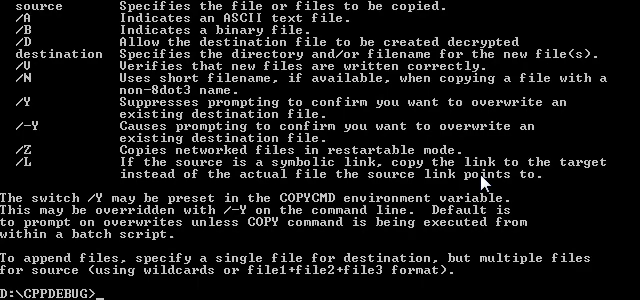 source       Specifies the file or files to be copied.
/A           Indicates an ASCII text file.
/B           Indicates a binary file.
/D           Allow the destination file to be created decrypted
destination  Specifies the directory and/or filename for the new file(s).
/V           Verifies that new files are written correctly.
/N           Uses short filename, if available, when copying a file with a
             non-8dot3 name.
/Y           Suppresses prompting to confirm you want to overwrite an
             existing destination file.
/-Y          Causes prompting to confirm you want to overwrite an
             existing destination file.
/Z           Copies networked files in restartable mode.
/L           If the source is a symbolic link, copy the link to the target
             instead of the actual file the source link points to.
The switch /Y may be preset in the COPYCMD environment variable.
This may be overridden with /-Y on the command line.  Default is
to prompt on overwrites unless COPY command is being executed from
within a batch script.
To append files, specify a single file for destination, but multiple files
for source (using wildcards or file1+file2+file3 format).
D:\CPPDEBUG>_